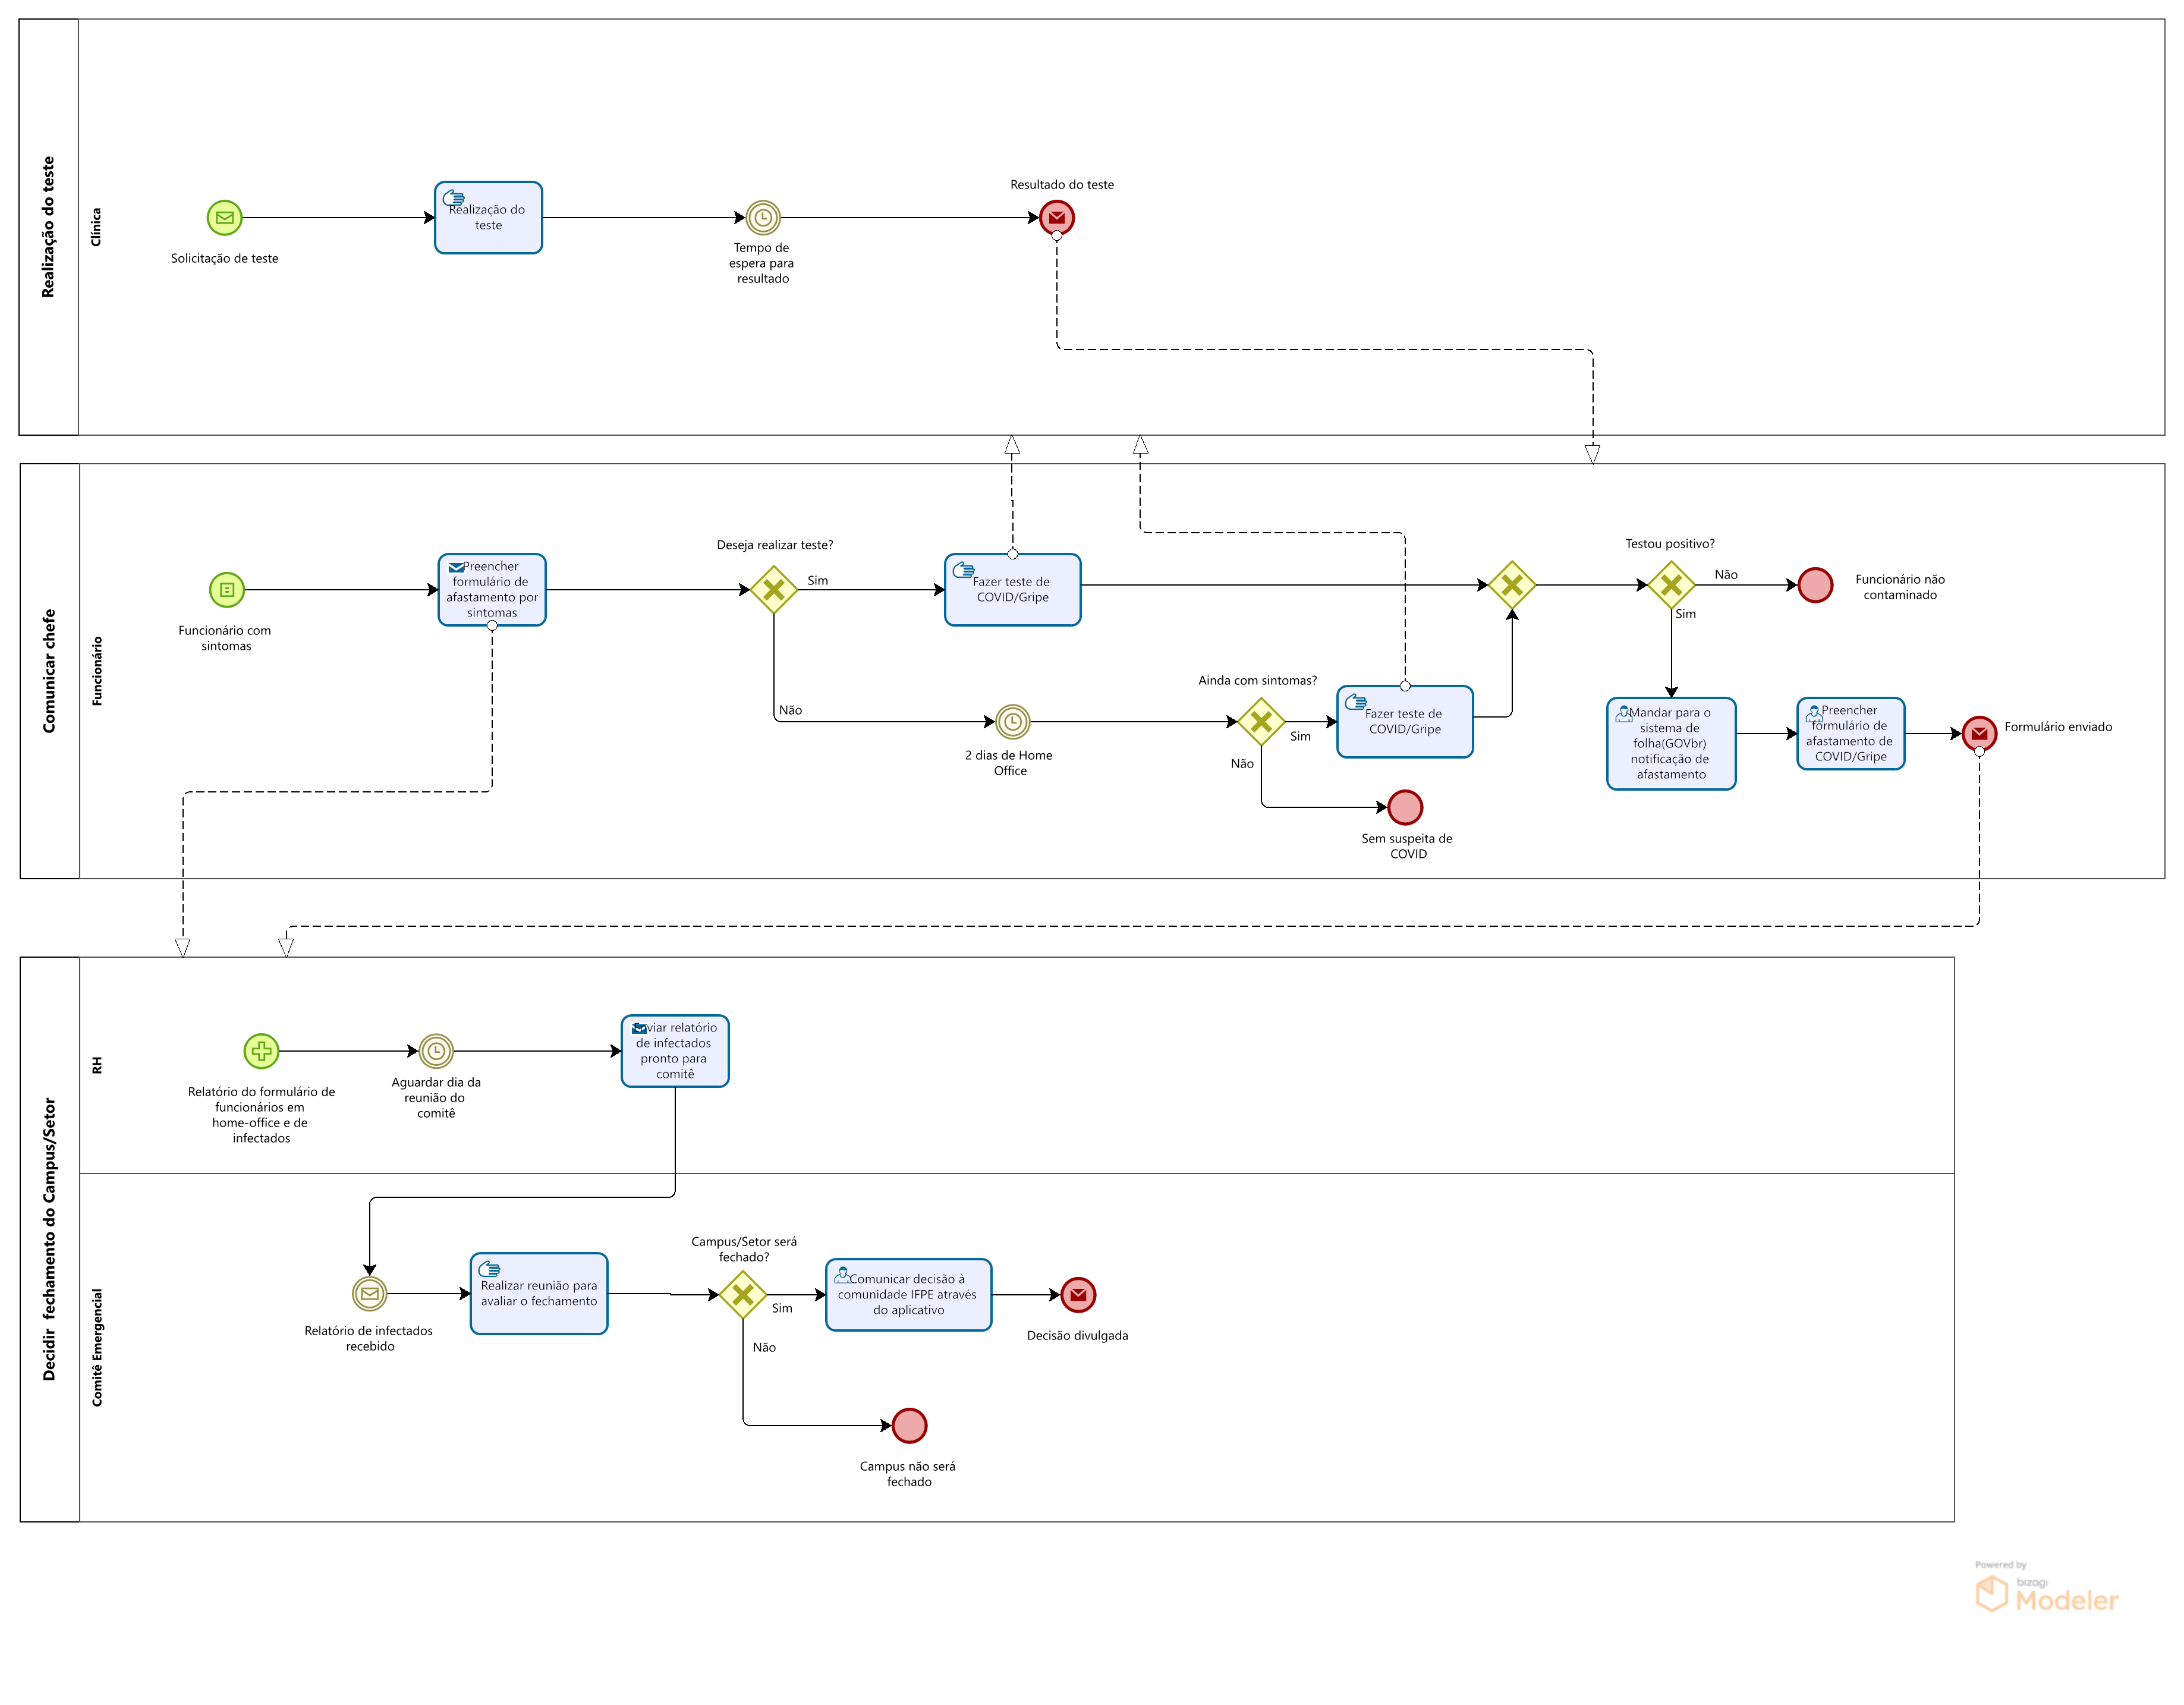 Realização do teste
Clínica
Solicitação de teste
Realização do
teste
Tempo de
espera para
resultado
Resultado do teste
Comunicar chefe
Funcionário
Funcionário com
sintomas
Preencher
formulário de
afastamento por
sintomas
Deseja realizar teste?
Sim
Não
Fazer teste de
COVID/Gripe
2 dias de Home
Office
Ainda com sintomas?
Sim
Não
Fazer teste de
COVID/Gripe
Sem suspeita de
COVID
Testou positivo?
Não
Sim
Funcionário não
contaminado
Mandar para o
sistema de
folha(GOVbr)
notificação de
afastamento
Preencher
formulário de
afastamento de
COVID/Gripe
Formulário enviado
Decidir fechamento do Campus/Setor
RH
Relatório do formulário de
funcionários em
home-office e de
infectados
Aguardar dia da
reunião do
comitê
Enviar relatório
de infectados
pronto para
comitê
Comitê Emergencial
Relatório de infectados
recebido
Realizar reunião para
avaliar o fechamento
Campus/Setor será
fechado?
Sim
Não
Comunicar decisão à
comunidade IFPE através
do aplicativo
Decisão divulgada
Campus não será
fechado
Powered by
bizagi
Modeler